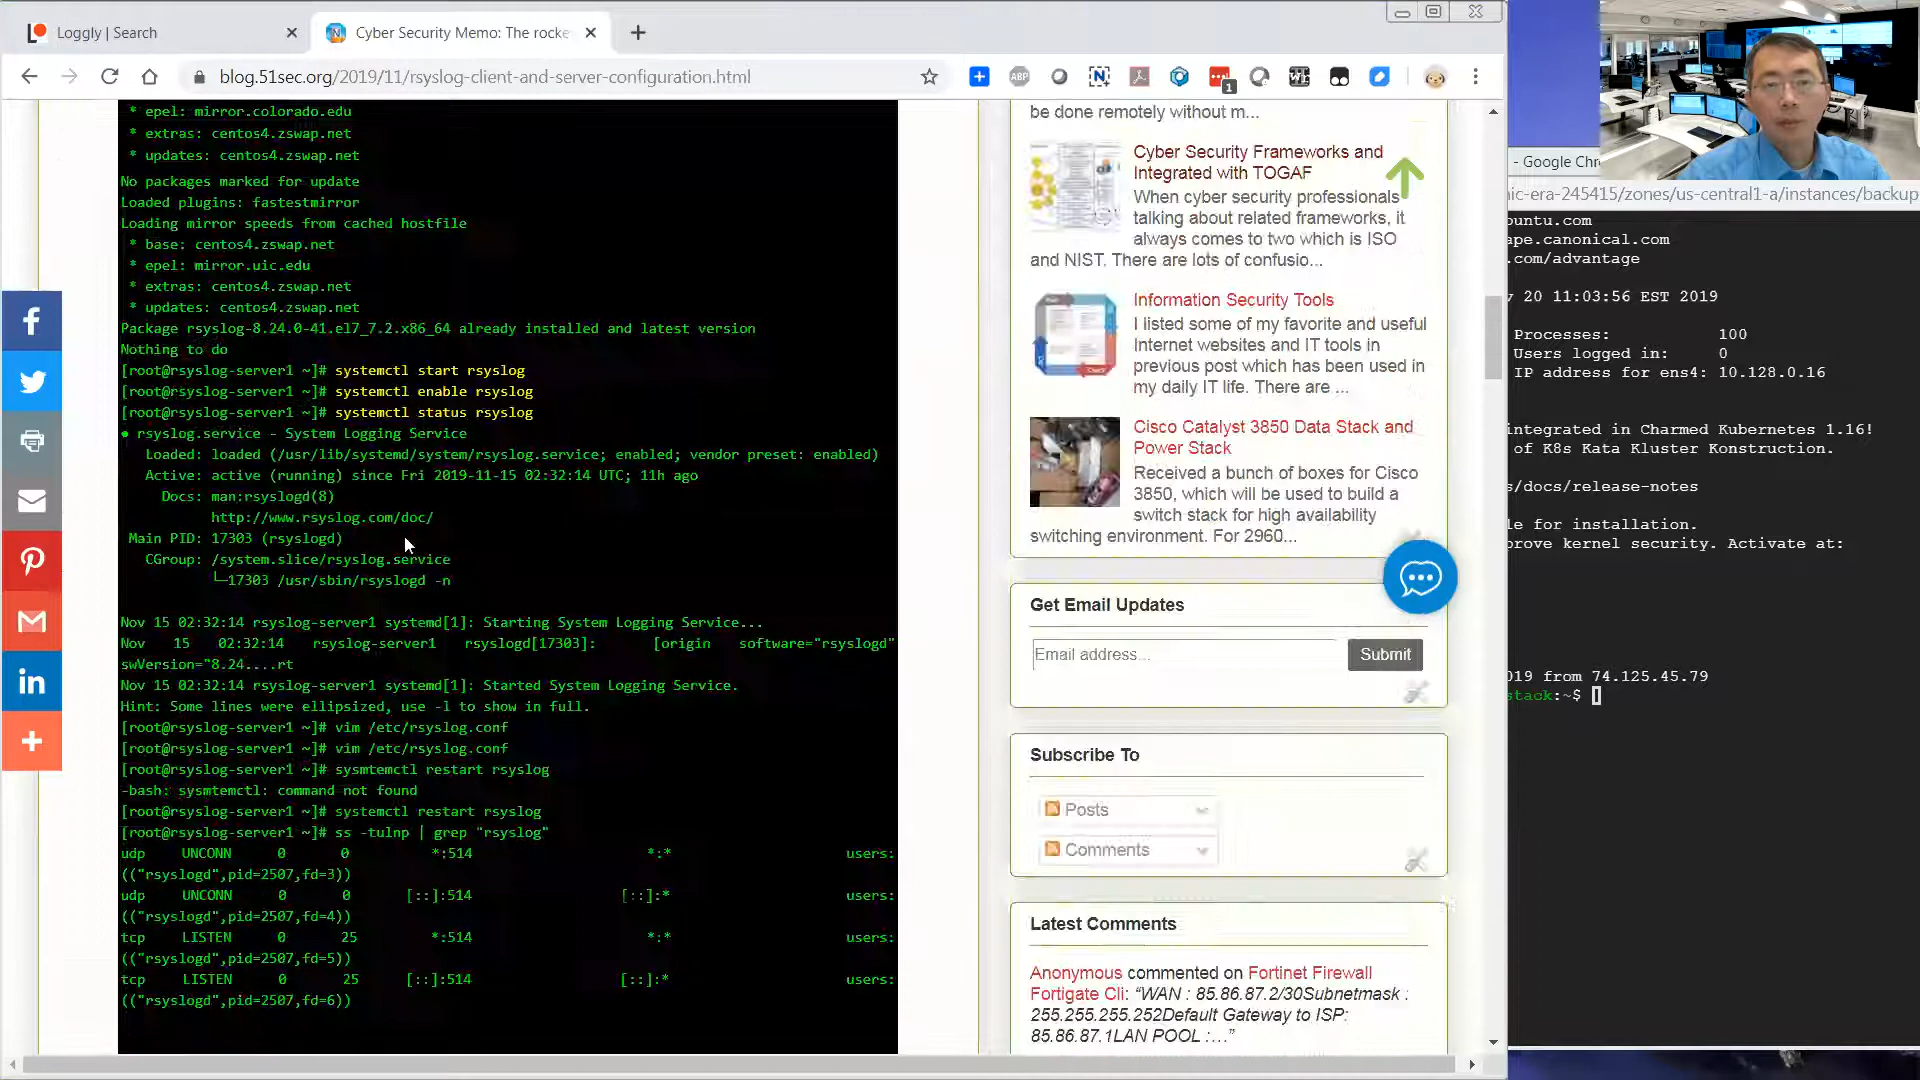 Loggly | Search
Cyber Security Memo: The rocke
blog.51sec.org/2019/11/rsyslog-client-and-server-configuration.html
* epel: mirror.colorado.edu
* extras: centos4.zswap.net
* updates: centos4.zswap.net
No packages marked for update
Loaded plugins: fastestmirror
Loading mirror speeds from cached hostfile
* base: centos4.zswap.net
* epel: mirror.uic.edu
* extras: centos4.zswap.net
* updates: centos4.zswap.net
Package rsyslog-8.24.0-41.el7_7.2.x86_64 already installed and latest version
Nothing to do
[root@rsyslog-server1 ~]# systemctl start rsyslog
[root@rsyslog-server1 ~]# systemctl enable rsyslog
[root@rsyslog-server1 ~]# systemctl status rsyslog
● rsyslog.service - System Logging Service
Loaded: loaded (/usr/lib/systemd/system/rsyslog.service; enabled; vendor preset: enabled)
Active: active (running) since Fri 2019-11-15 02:32:14 UTC; 11h ago
Docs: man:rsyslogd(8)
http://www.rsyslog.com/doc/
Main PID: 17303 (rsyslogd)
CGroup: /system.slice/rsyslog.service
└─17303 /usr/sbin/rsyslogd -n
Nov 15 02:32:14 rsyslog-server1 systemd[1]: Starting System Logging Service...
Nov 15 02:32:14 rsyslog-server1 rsyslogd[17303]: [origin software="rsyslogd"
swVersion="8.24....rt
Nov 15 02:32:14 rsyslog-server1 systemd[1]: Started System Logging Service.
Hint: Some lines were ellipsized, use -l to show in full.
[root@rsyslog-server1 ~]# vim /etc/rsyslog.conf
[root@rsyslog-server1 ~]# vim /etc/rsyslog.conf
[root@rsyslog-server1 ~]# sysmtemctl restart rsyslog
-bash: sysmtemctl: command not found
[root@rsyslog-server1 ~]# systemctl restart rsyslog
[root@rsyslog-server1 ~]# ss -tulnp | grep "rsyslog"
udp UNCONN 0 0 *:514 *:* users:
(("rsyslogd",pid=2507,fd=3))
udp UNCONN 0 0 [::]:514 [::]:* users:
(("rsyslogd",pid=2507,fd=4))
tcp LISTEN 0 25 *:514 *:* users:
(("rsyslogd",pid=2507,fd=5))
tcp LISTEN 0 25 [::]:514 [::]:* users:
(("rsyslogd",pid=2507,fd=6))
be done remotely without m...
Cyber Security Frameworks and
Integrated with TOGAF
When cyber security professionals
talking about related frameworks, it
always comes to two which is ISO
and NIST. There are lots of confusio...
Information Security Tools
I listed some of my favorite and useful
Internet websites and IT tools in
previous post which has been used in
my daily IT life. There are ...
Cisco Catalyst 3850 Data Stack and
Power Stack
Received a bunch of boxes for Cisco
3850, which will be used to build a
switch stack for high availability
switching environment. For 2960...
Get Email Updates
Email address...
Submit
Subscribe To
Posts
Comments
Latest Comments
Anonymous commented on Fortinet Firewall
Fortigate Cli: “WAN : 85.86.87.2/30Subnetmask :
255.255.255.252Default Gateway to ISP:
85.86.87.1LAN POOL :…”
- Google Chr
nic-era-245415/zones/us-central1-a/instances/backup
ountu.com
ape.canonical.com
.com/advantage
v 20 11:03:56 EST 2019
Processes: 100
Users logged in: 0
IP address for ens4: 10.128.0.16
integrated in Charmed Kubernetes 1.16!
of K8s Kata Kluster Konstruction.
s/docs/release-notes
le for installation.
prove kernel security. Activate at:
019 from 74.125.45.79
stack:~$